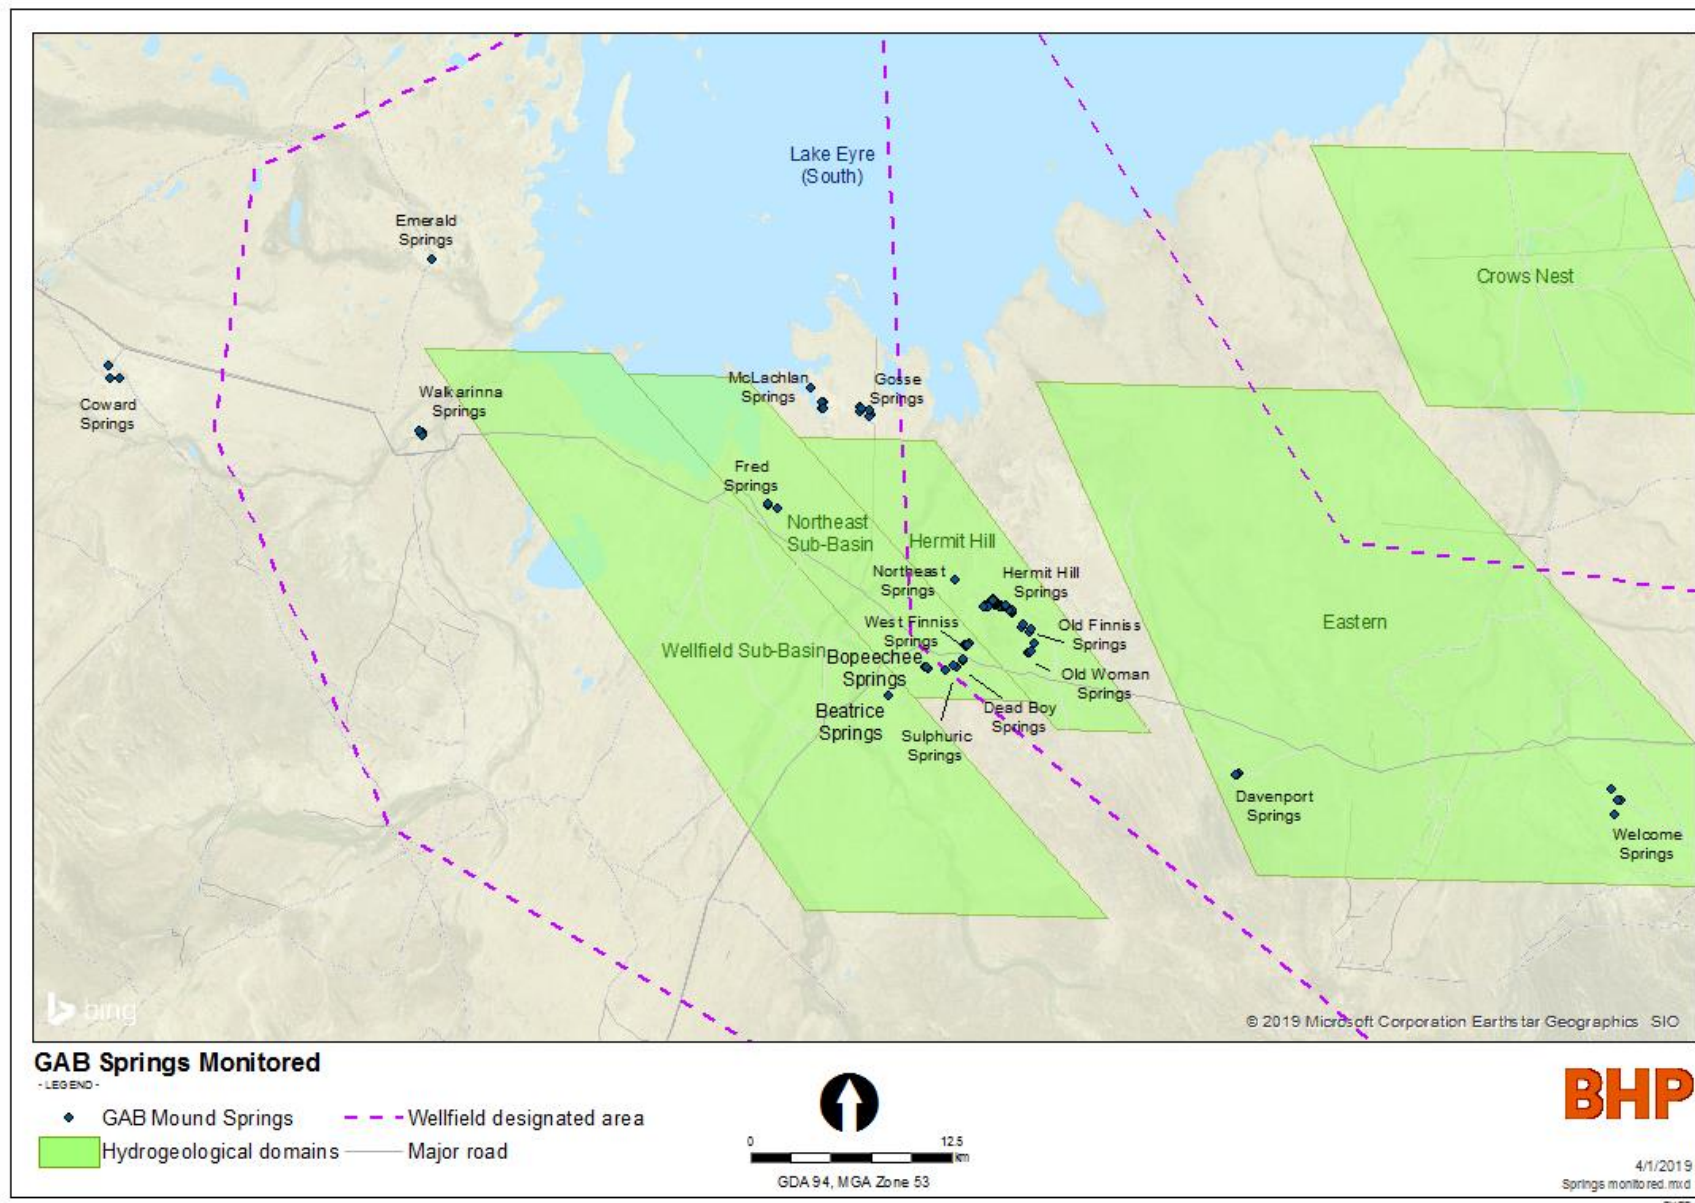 Lake Eyre
(South)
Emerald
Springs
Crows Nest
Coward
Springs
Walkarinna
Springs
McLachlan
Springs
Gosse
Springs
Fred
Springs
Northeast
Sub-Basin
Hermit Hill
Northeast
Springs
Hermit Hill
Springs
West Finniss
Springs
Old Finniss
Springs
Eastern
Wellfield Sub-Basin
Bopeechee
Springs
Old Woman
Springs
Beatrice
Springs
Dead Boy
Springs
Sulphuric
Springs
Davenport
Springs
Welcome
Springs
bing
© 2019 Microsoft Corporation Earthstar Geographics SIO
GAB Springs Monitored
- LEGEND -
GAB Mound Springs
Wellfield designated area
Hydrogeological domains
Major road
0 12.5
km
GDA 94, MGA Zone 53
BHP
4/1/2019
Springs monitored.mxd